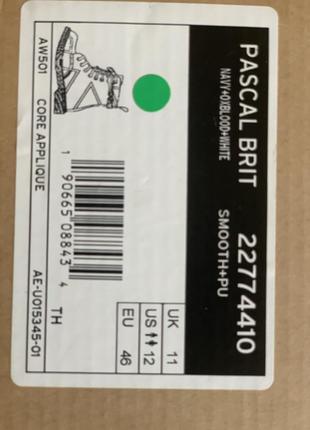 PASCAL BRIT 22774410
NAVY+OXBLOOD+WHITE SMOOTH+PU
UK 11
US 12
EU 46
1 90665 08843 4
TH
AW501 CORE APPLIQUE AE-U015345-01